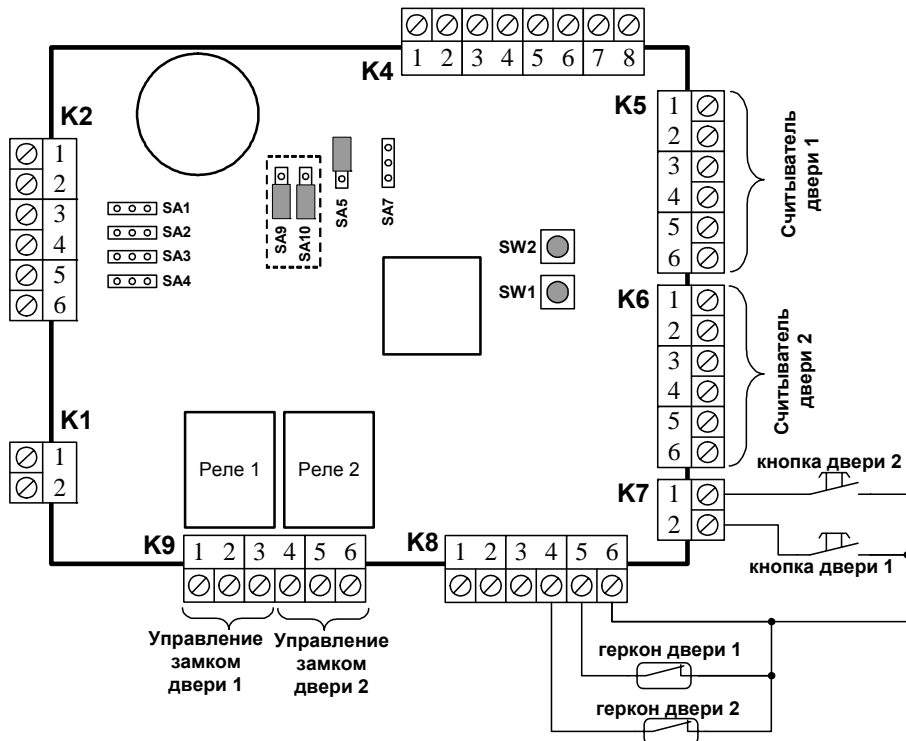 K4
1 2 3 4 5 6 7 8
K2
1
2
3
4
5
6
SA1
SA2
SA3
SA4
SA9
SA10
SA5
SA7
SW2
SW1
K5
1
2
3
4
5
6
Считыватель
двери 1
K6
1
2
3
4
5
6
Считыватель
двери 2
K1
1
2
Реле 1
Реле 2
K7
1
2
кнопка двери 2
кнопка двери 1
K9
1 2 3 4 5 6
Управление
замком
двери 1
Управление
замком
двери 2
K8
1 2 3 4 5 6
геркон двери 1
геркон двери 2